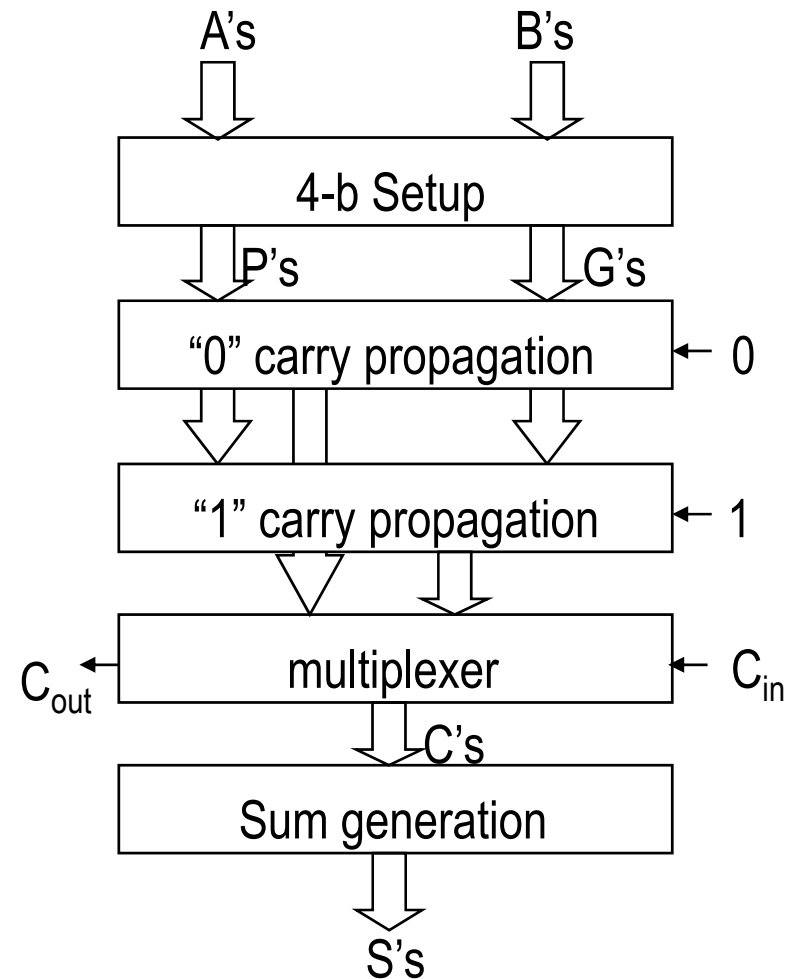 A’s
B’s
4-b Setup
P’s
G’s
“0” carry propagation
0
“1” carry propagation
1
C_out
multiplexer
C_in
C’s
Sum generation
S’s